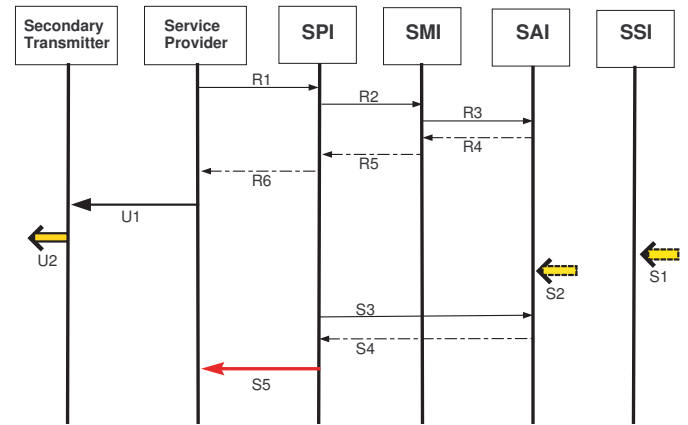 Secondary
Transmitter
Service
Provider
SPI
SMI
SAI
SSI
R1
R2
R3
R4
R5
R6
U1
U2
S1
S2
S3
S4
S5